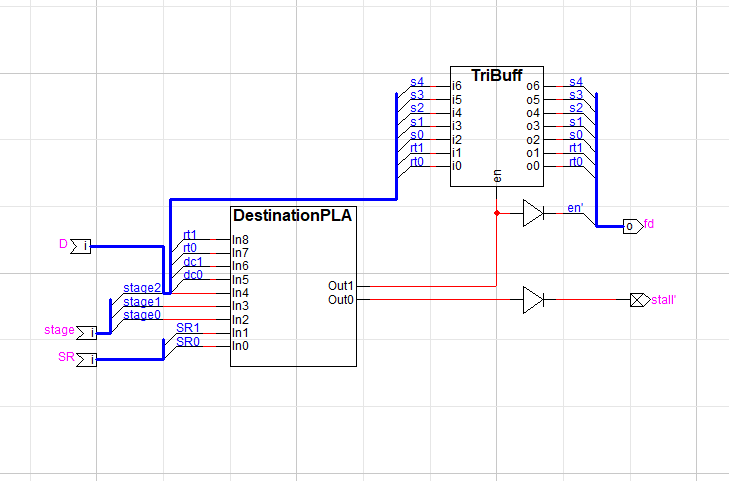 TriBuff
s4 i6 o6 s4
s3 i5 o5 s3
s2 i4 o4 s2
s1 i3 o3 s1
s0 i2 o2 s0
rt1 i1 o1 rt1
rt0 i0 o0 rt0
en
en'
o fd
DestinationPLA
D i
rt1 In8
rt0 In7
dc1 In6
dc0 In5
stage2 In4
stage1 In3
stage0 In2
stage i
SR1 In1
SR0 In0
SR i
Out1
Out0
stall'